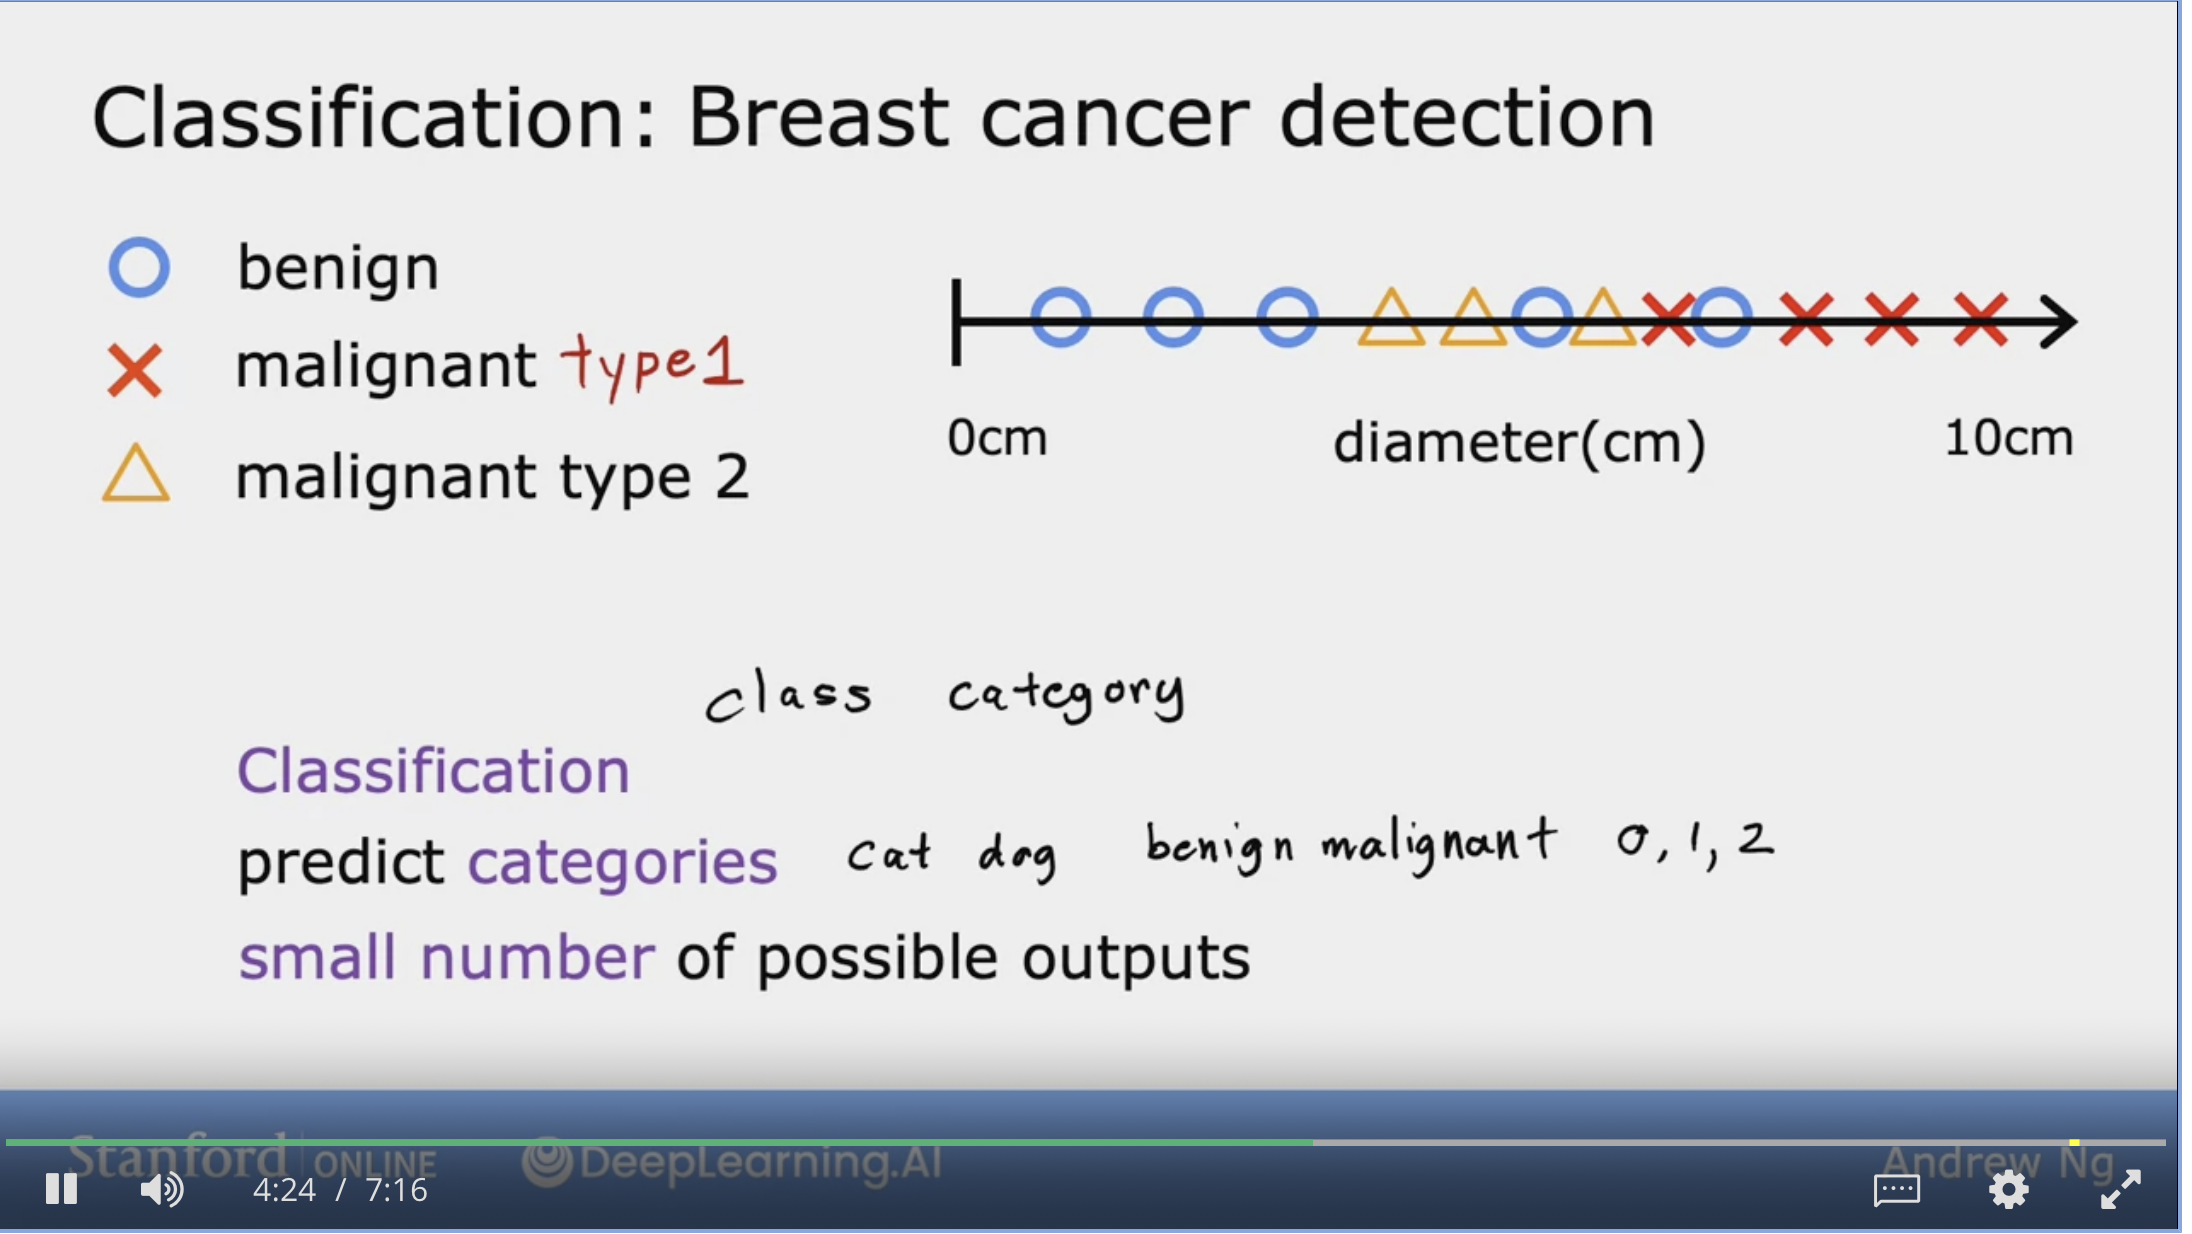 Classification: Breast cancer detection
benign
malignant type1
malignant type 2
0cm diameter(cm) 10cm
class category
Classification
predict categories cat dog benign malignant 0, 1, 2
small number of possible outputs
Stanford ONLINE DeepLearning.AI Andrew Ng
4:24 / 7:16